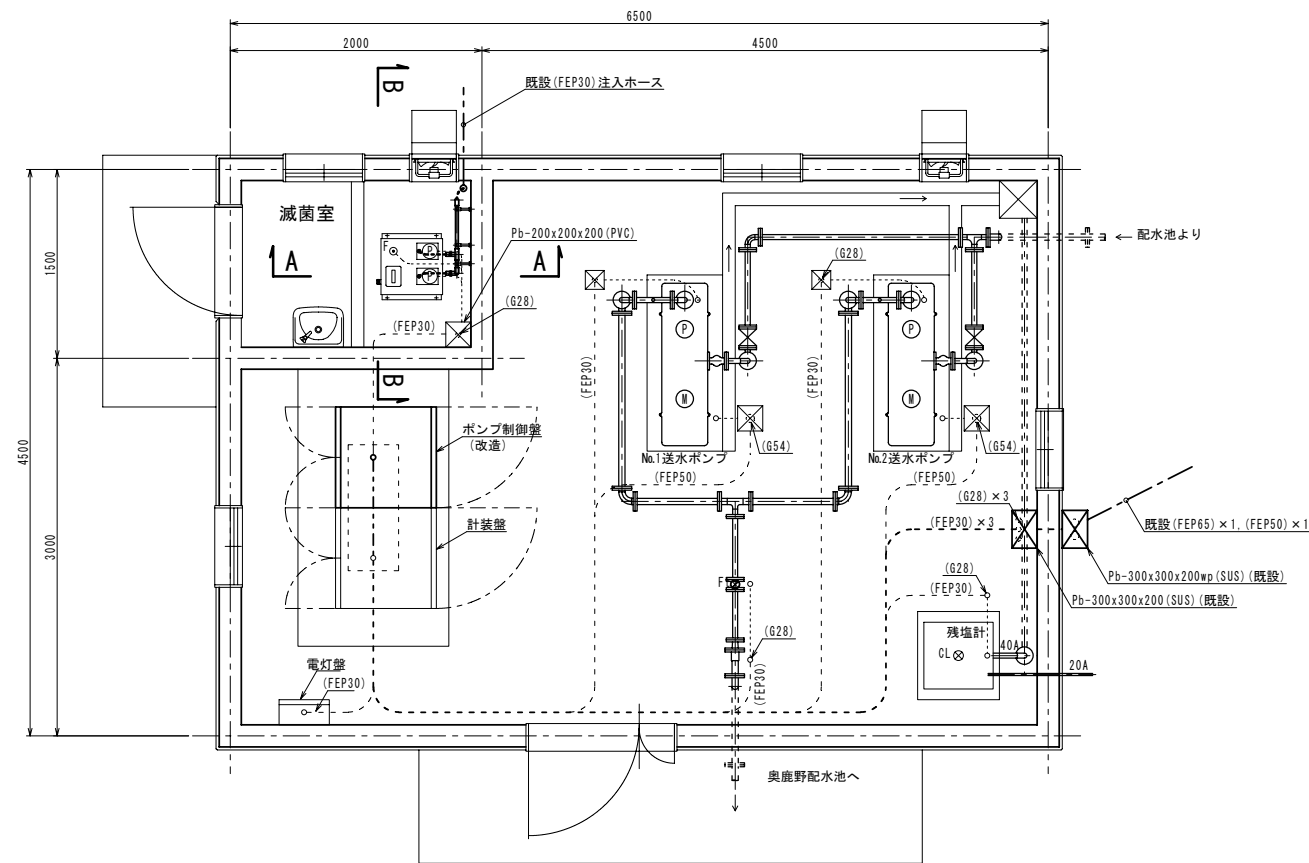 6500
2000
4500
B
既設(FEP30)注入ホース
滅菌室
Pb-200x200x200(PVC)
配水池より
F
P
P
A
A
(G28)
1500
(G28)
(FEP30)
P
P
(FEP30)
(FEP30)
B
M
M
ポンプ制御盤
(改造)
4500
No.1送水ポンプ
(G54)
No.2送水ポンプ
(G54)
(FEP50)
(FEP50)
(G28)×3
計装盤
(FEP30)×3
既設(FEP65)×1,(FEP50)×1
3000
(G28)
Pb-300x300x200wp(SUS)(既設)
F
(FEP30)
Pb-300x300x200(SUS)(既設)
(G28)
残塩計
40A
CL
電灯盤
20A
(FEP30)
(FEP30)
奥鹿野配水池へ